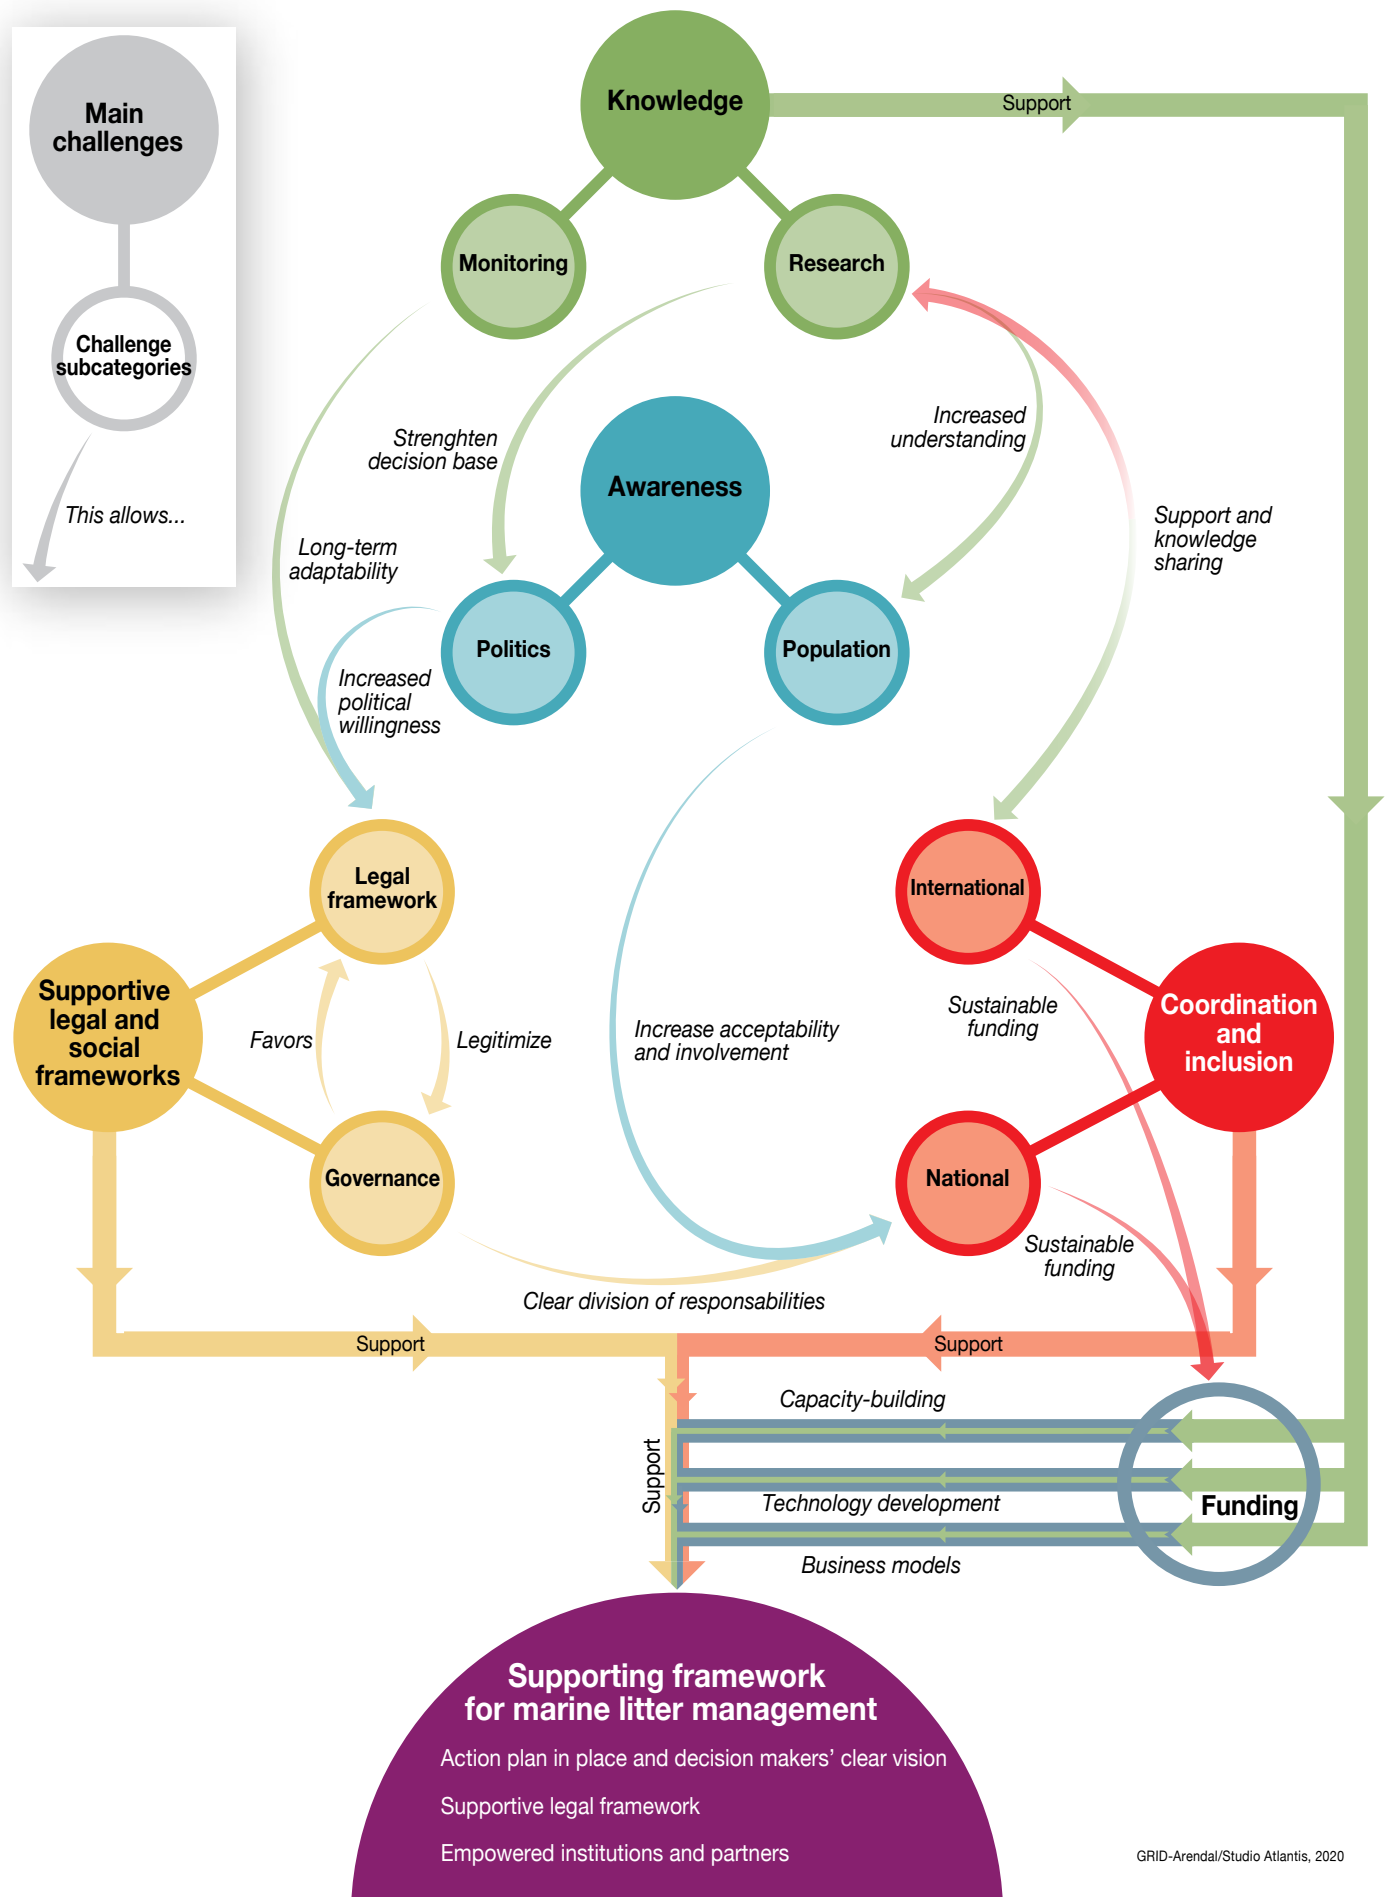 Main
challenges
Challenge
subcategories
This allows...
Knowledge
Support
Monitoring
Research
Strenghten
decision base
Increased
understanding
Awareness
Long-term
adaptability
Support and
knowledge
sharing
Politics
Population
Increased
political
willingness
Legal
framework
International
Supportive
legal and
social
frameworks
Favors
Legitimize
Increase acceptability
and involvement
Sustainable
funding
Coordination
and
inclusion
Governance
National
Sustainable
funding
Clear division of responsabilities
Support
Support
Capacity-building
Support
Technology development
Funding
Business models
Supporting framework
for marine litter management
Action plan in place and decision makers’ clear vision
Supportive legal framework
Empowered institutions and partners
GRID-Arendal/Studio Atlantis, 2020